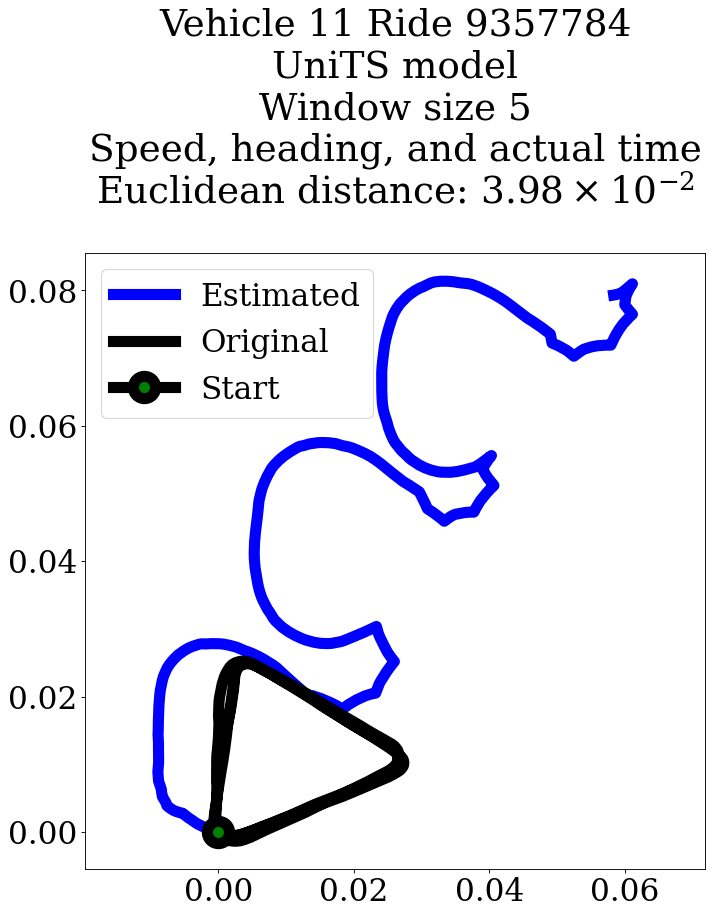 Vehicle 11 Ride 9357784
UniTS model
Window size 5
Speed, heading, and actual time
Euclidean distance: 3.98 × 10⁻²
Estimated
Original
Start
0.08
0.06
0.04
0.02
0.00
0.00 0.02 0.04 0.06